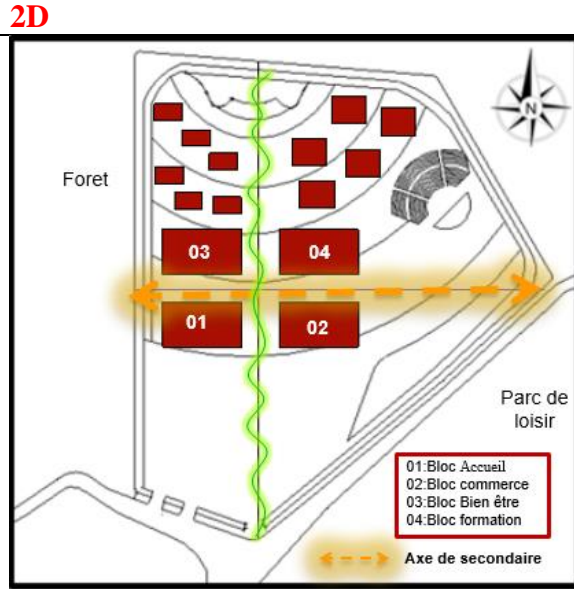 2D
N
Foret
03
04
01
02
Parc de
loisir
01:Bloc Accueil
02:Bloc commerce
03:Bloc Bien être
04:Bloc formation
Axe de secondaire